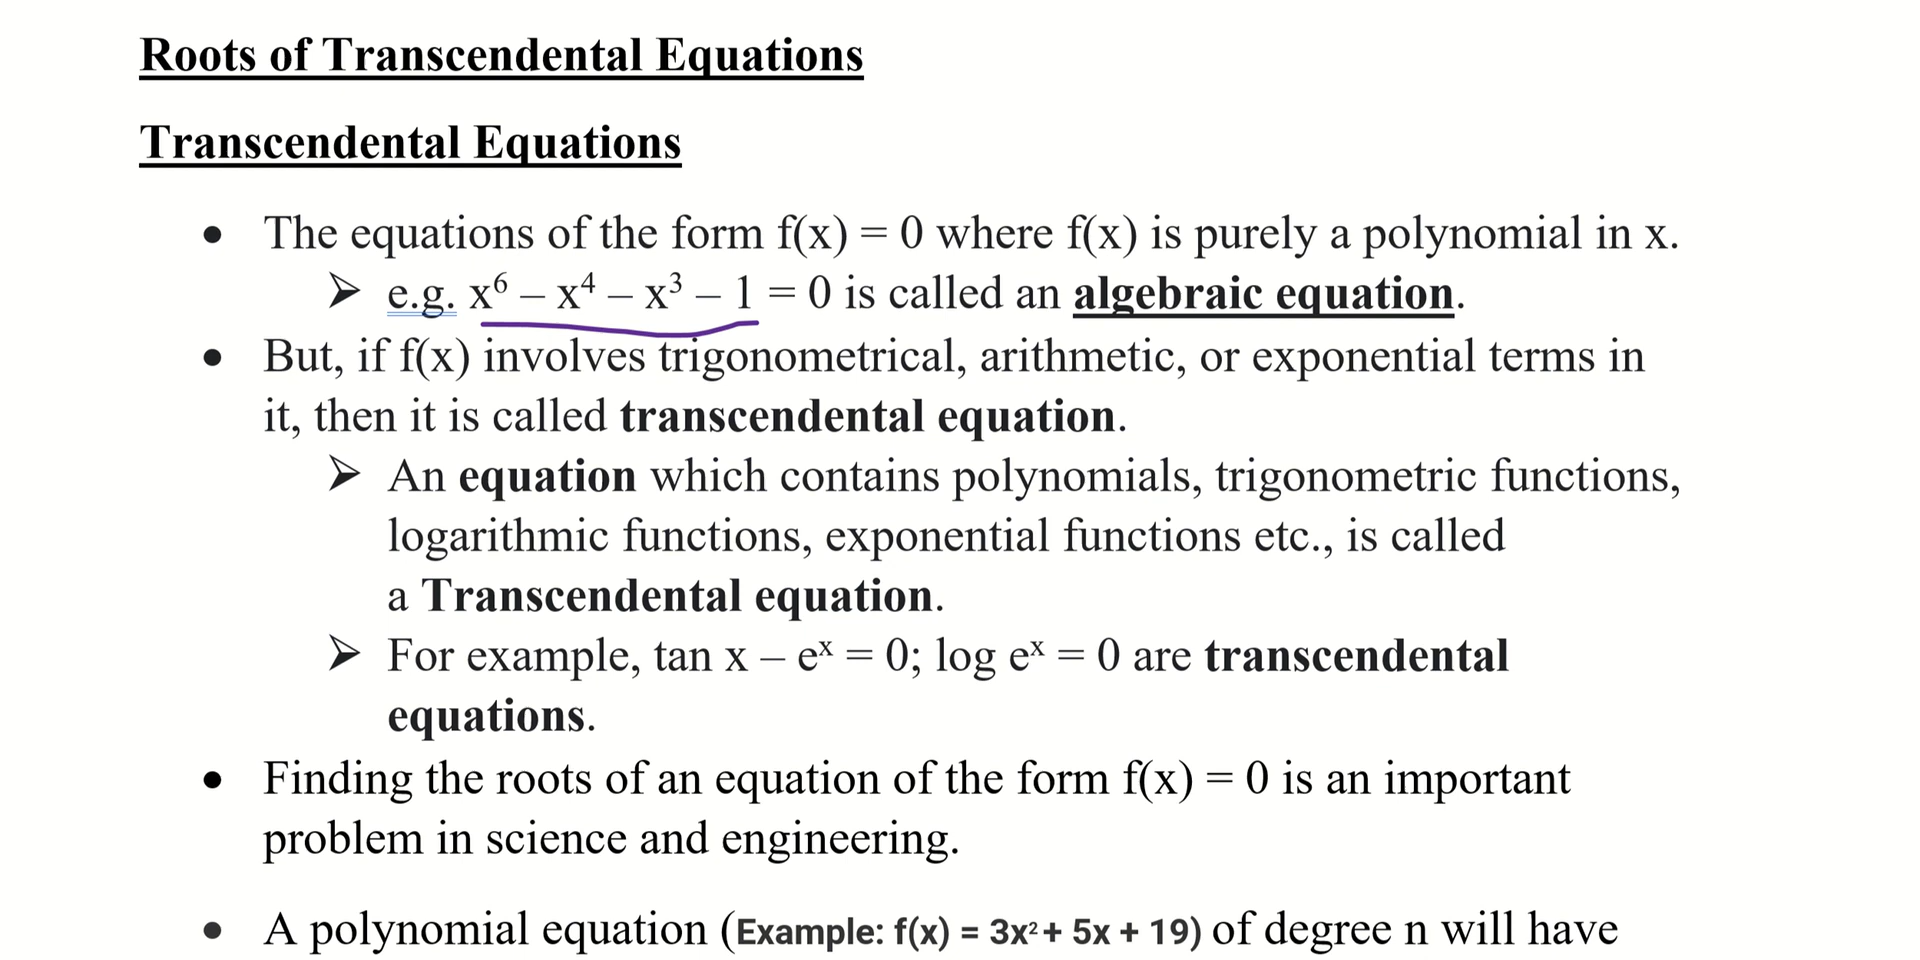 Roots of Transcendental Equations
Transcendental Equations
• The equations of the form f(x) = 0 where f(x) is purely a polynomial in x.
➢ e.g. x⁶ – x⁴ – x³ – 1 = 0 is called an algebraic equation.
• But, if f(x) involves trigonometrical, arithmetic, or exponential terms in
it, then it is called transcendental equation.
➢ An equation which contains polynomials, trigonometric functions,
logarithmic functions, exponential functions etc., is called
a Transcendental equation.
➢ For example, tan x – eˣ = 0; log eˣ = 0 are transcendental
equations.
• Finding the roots of an equation of the form f(x) = 0 is an important
problem in science and engineering.
• A polynomial equation (Example: f(x) = 3x²+ 5x + 19) of degree n will have